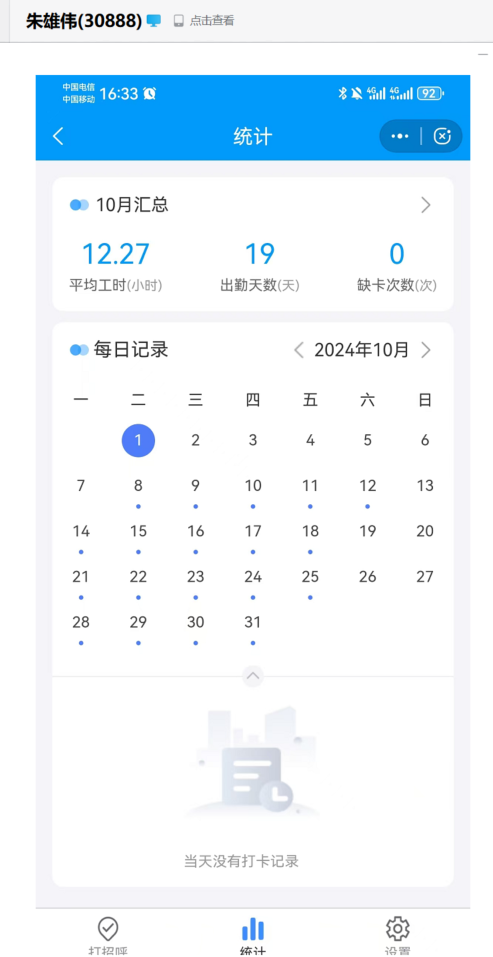 朱雄伟(30888) 点击查看
中国电信
中国移动
16:33 4G 4G 92
统计
10月汇总
12.27 19 0
平均工时(小时) 出勤天数(天) 缺卡次数(次)
每日记录 2024年10月
一 二 三 四 五 六 日
1 2 3 4 5 6
7 8 9 10 11 12 13
14 15 16 17 18 19 20
21 22 23 24 25 26 27
28 29 30 31
当天没有打卡记录
打招呼 统计 设置